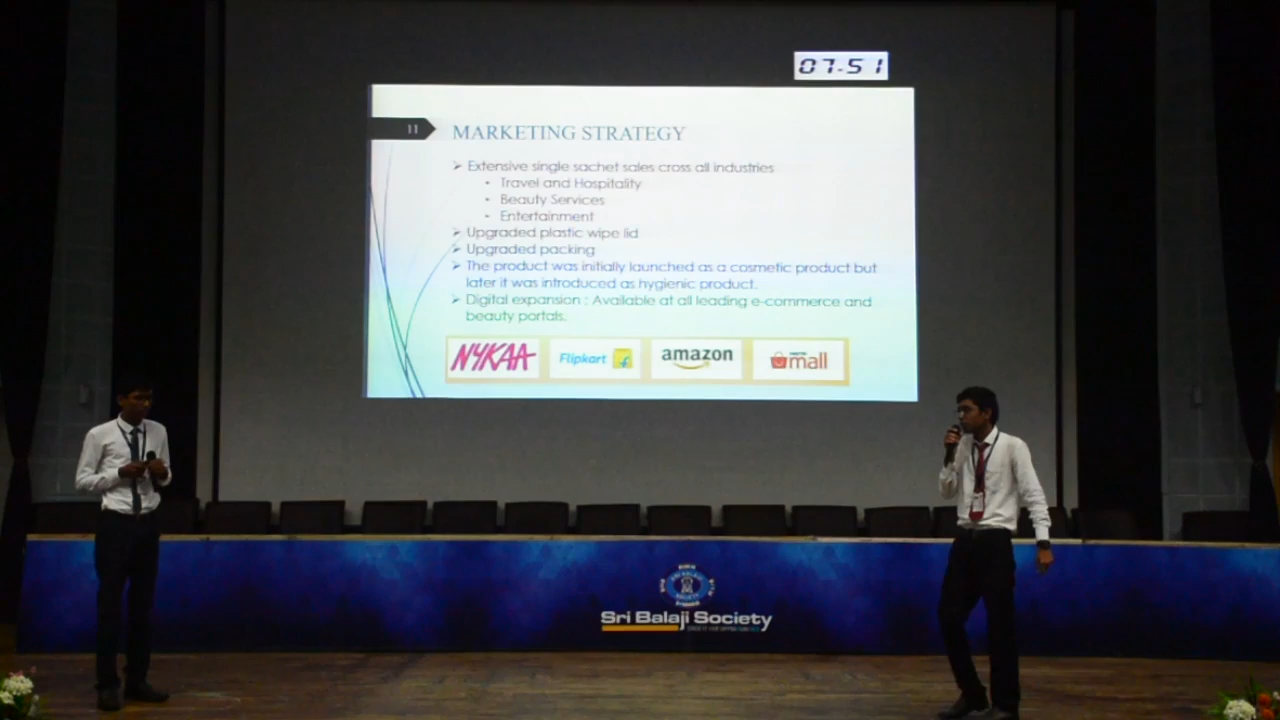 07:51
11
MARKETING STRATEGY
➢ Extensive single sachet sales cross all industries
• Travel and Hospitality
• Beauty Services
• Entertainment
➢ Upgraded plastic wipe lid
➢ Upgraded packing
➢ The product was initially launched as a cosmetic product but
later it was introduced as hygienic product.
➢ Digital expansion : Available at all leading e-commerce and
beauty portals.
NYKAA
Flipkart
amazon
mall
SRI BALAJI
SOCIETY
Sri Balaji Society